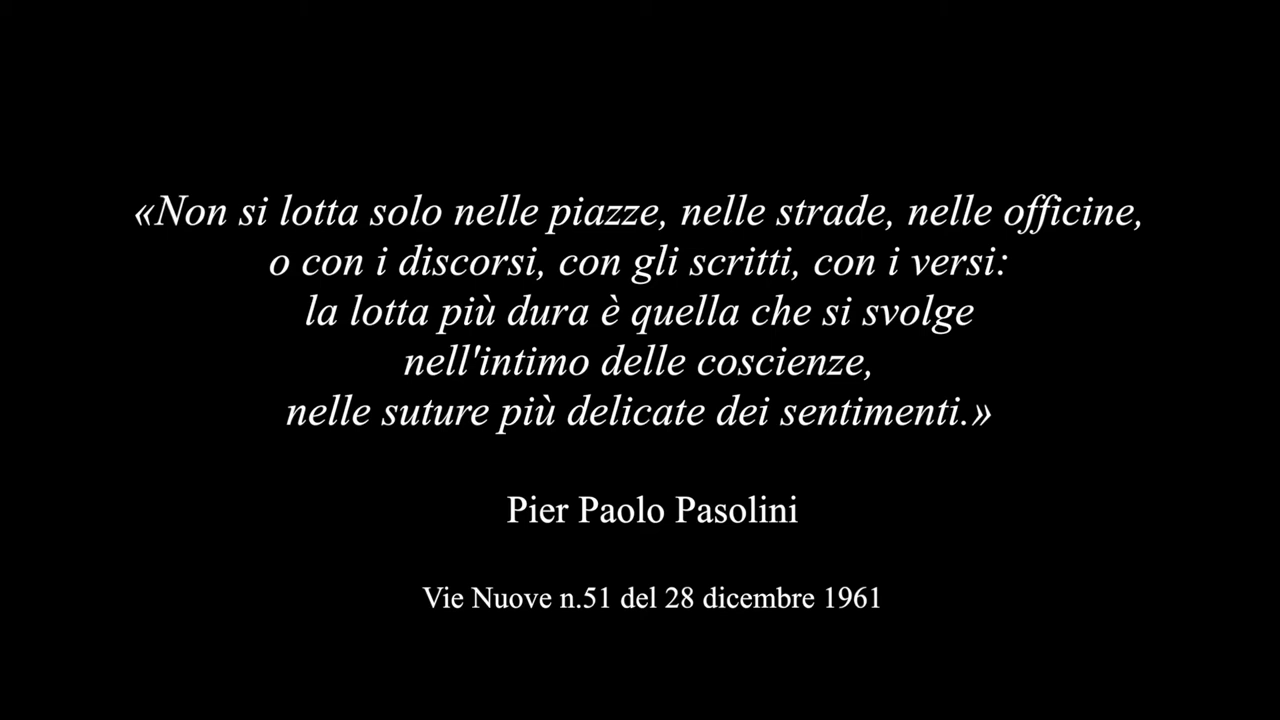 «Non si lotta solo nelle piazze, nelle strade, nelle officine,
o con i discorsi, con gli scritti, con i versi:
la lotta più dura è quella che si svolge
nell'intimo delle coscienze,
nelle suture più delicate dei sentimenti.»
Pier Paolo Pasolini
Vie Nuove n.51 del 28 dicembre 1961